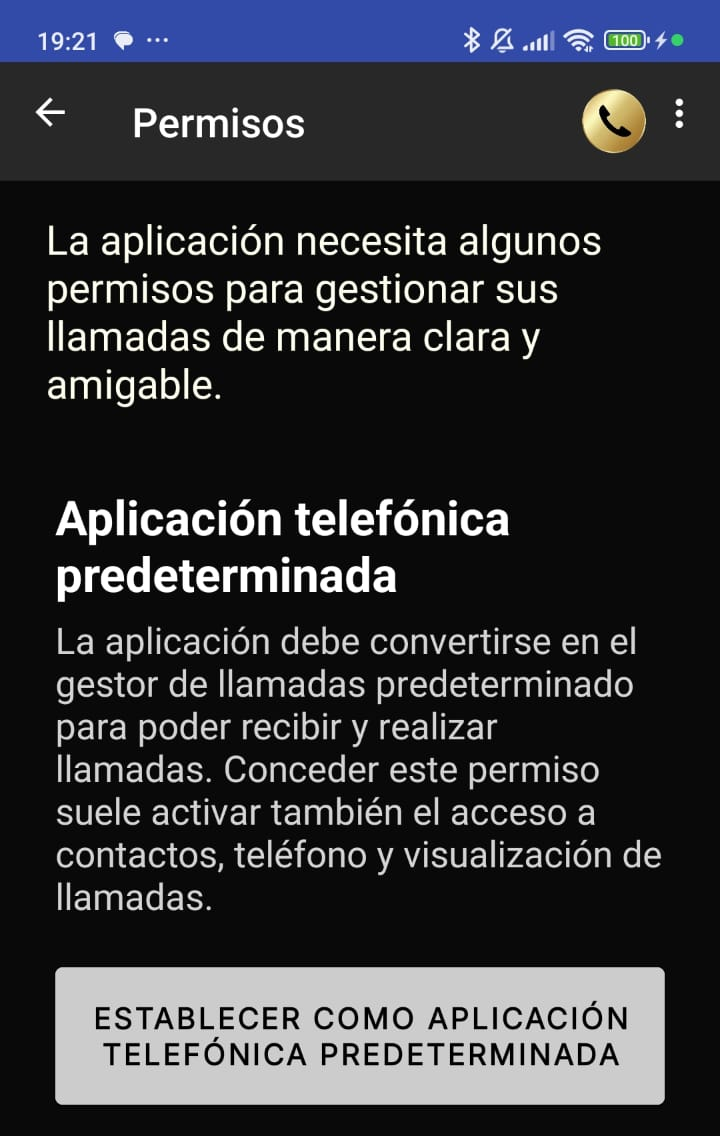 19:21
100
Permisos
La aplicación necesita algunos
permisos para gestionar sus
llamadas de manera clara y
amigable.
Aplicación telefónica
predeterminada
La aplicación debe convertirse en el
gestor de llamadas predeterminado
para poder recibir y realizar
llamadas. Conceder este permiso
suele activar también el acceso a
contactos, teléfono y visualización de
llamadas.
ESTABLECER COMO APLICACIÓN
TELEFÓNICA PREDETERMINADA